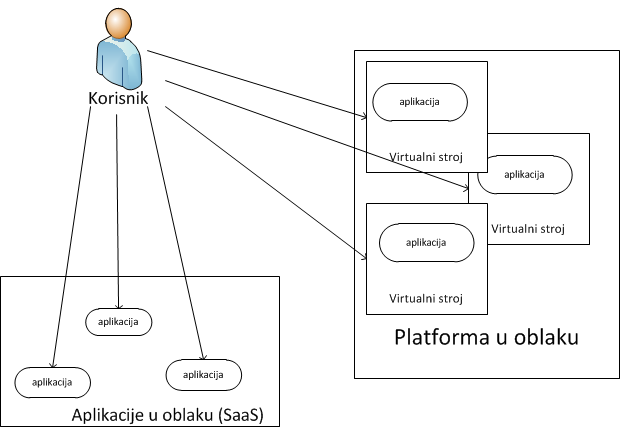 Korisnik
aplikacija
Virtualni stroj
aplikacija
Virtualni stroj
aplikacija
Virtualni stroj
Platforma u oblaku
aplikacija
aplikacija
aplikacija
Aplikacije u oblaku (SaaS)